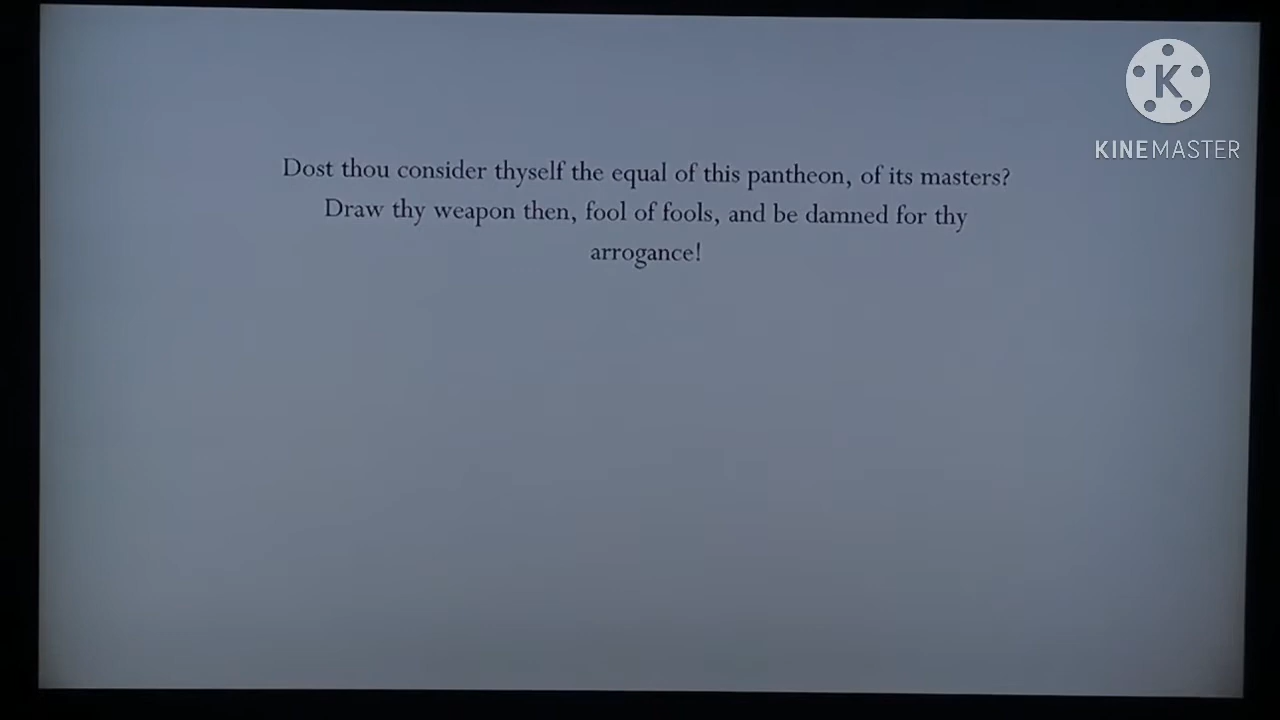 K
KINEMASTER
Dost thou consider thyself the equal of this pantheon, of its masters?
Draw thy weapon then, fool of fools, and be damned for thy
arrogance!